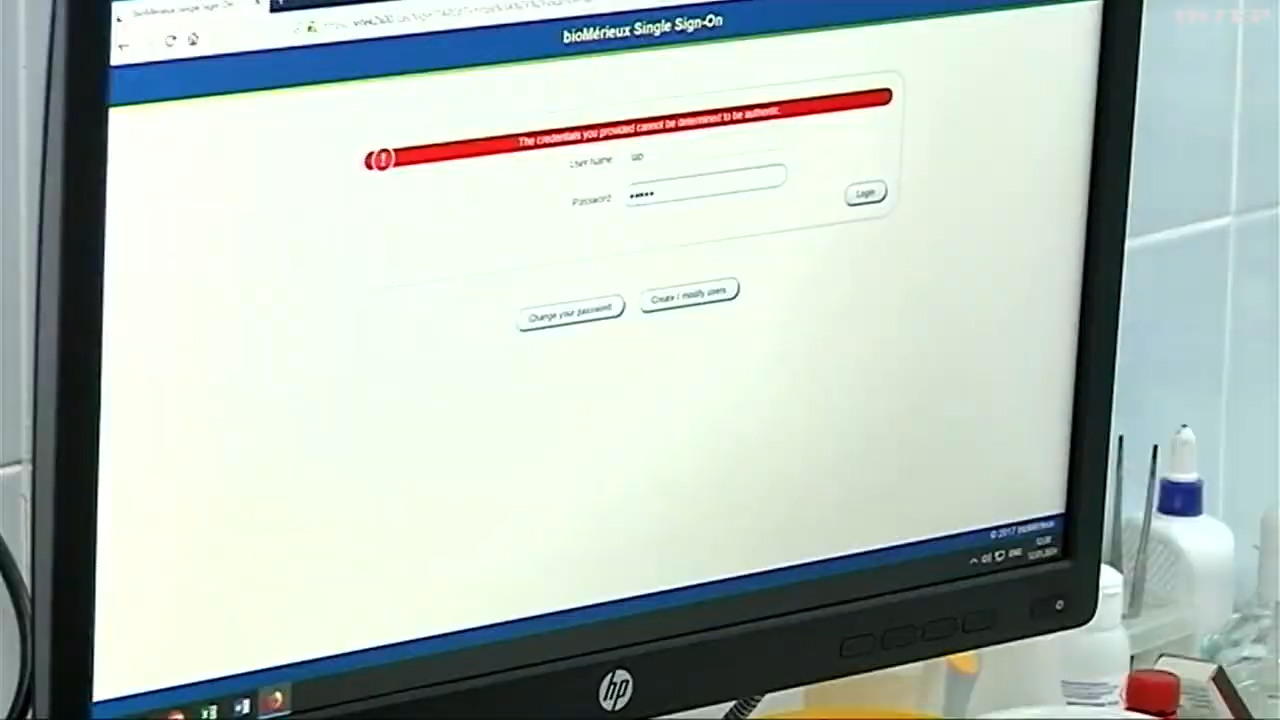 bioMérieux Single Sign-On
The credentials you provided cannot be determined to be authentic.
User Name:
Password:
Login
Change your password
Create / modify users
© 2017 bioMérieux
ENG
hp